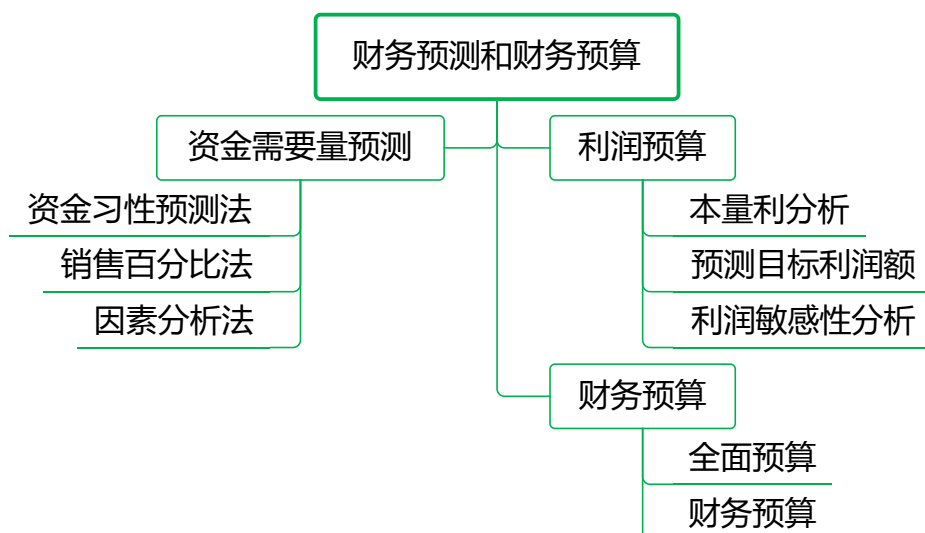 财务预测和财务预算
资金需要量预测
资金习性预测法
销售百分比法
因素分析法
利润预算
本量利分析
预测目标利润额
利润敏感性分析
财务预算
全面预算
财务预算